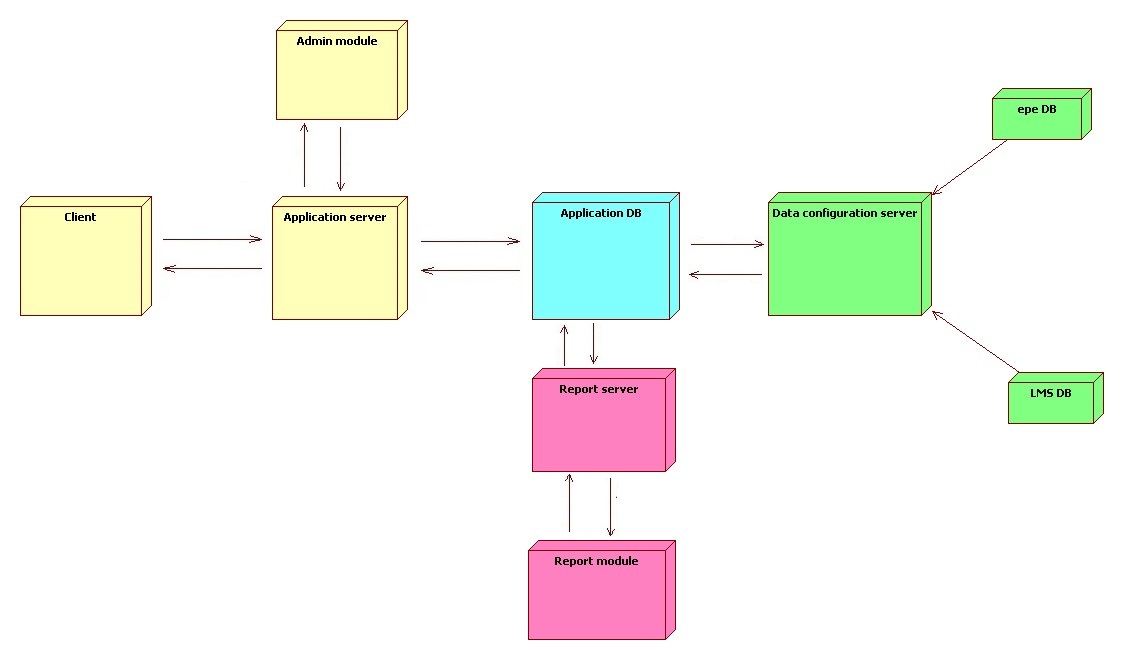 Admin module
epe DB
Client
Application server
Application DB
Data configuration server
Report server
LMS DB
Report module